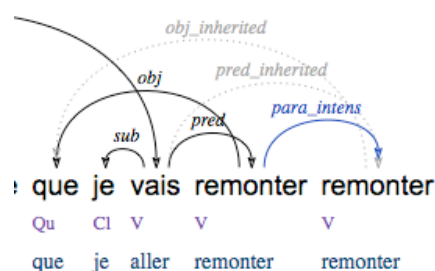 obj_inherited
obj pred_inherited
sub pred para_intens
e que je vais remonter remonter
Qu Cl V V V
que je aller remonter remonter